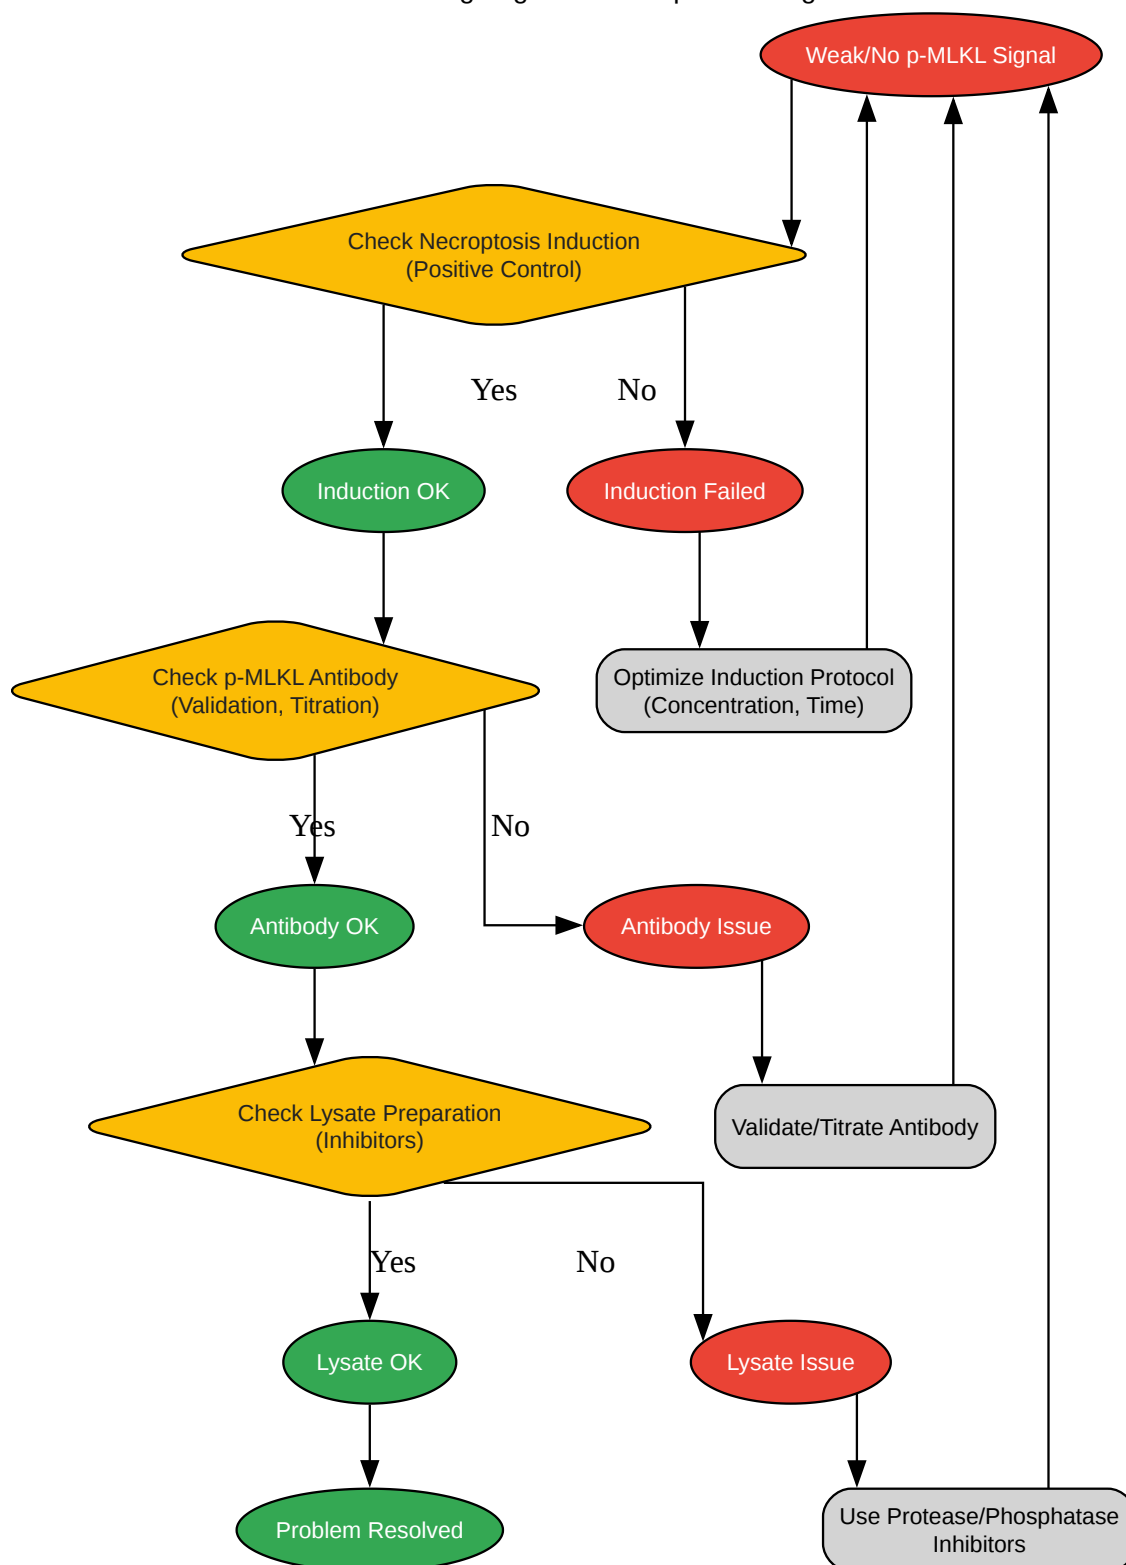 Weak/No p-MLKL Signal
Check Necroptosis Induction
(Positive Control)
Yes
No
Induction OK
Induction Failed
Check p-MLKL Antibody
(Validation, Titration)
Optimize Induction Protocol
(Concentration, Time)
Yes
No
Antibody OK
Antibody Issue
Check Lysate Preparation
(Inhibitors)
Validate/Titrate Antibody
Yes
No
Lysate OK
Lysate Issue
Problem Resolved
Use Protease/Phosphatase
Inhibitors